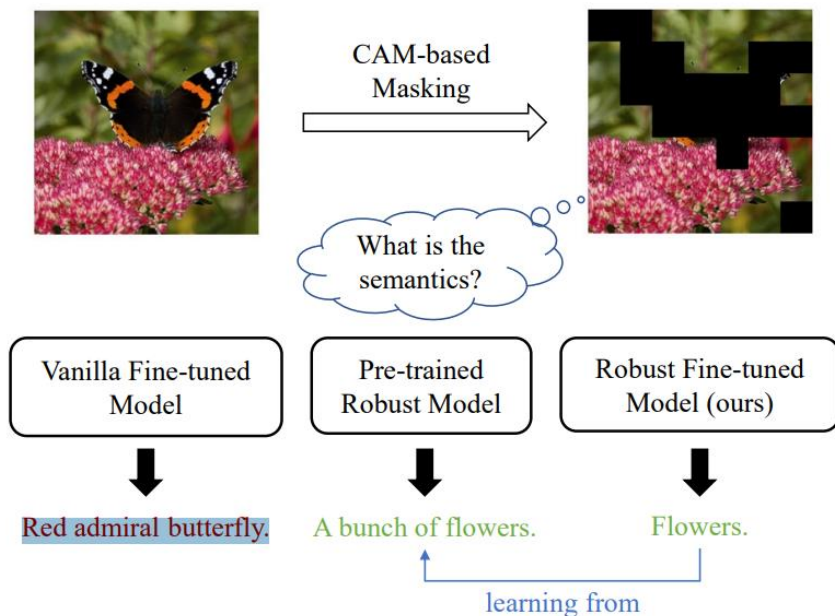 CAM-based
Masking
What is the
semantics?
Vanilla Fine-tuned
Model
Pre-trained
Robust Model
Robust Fine-tuned
Model (ours)
Red admiral butterfly.
A bunch of flowers.
Flowers.
learning from